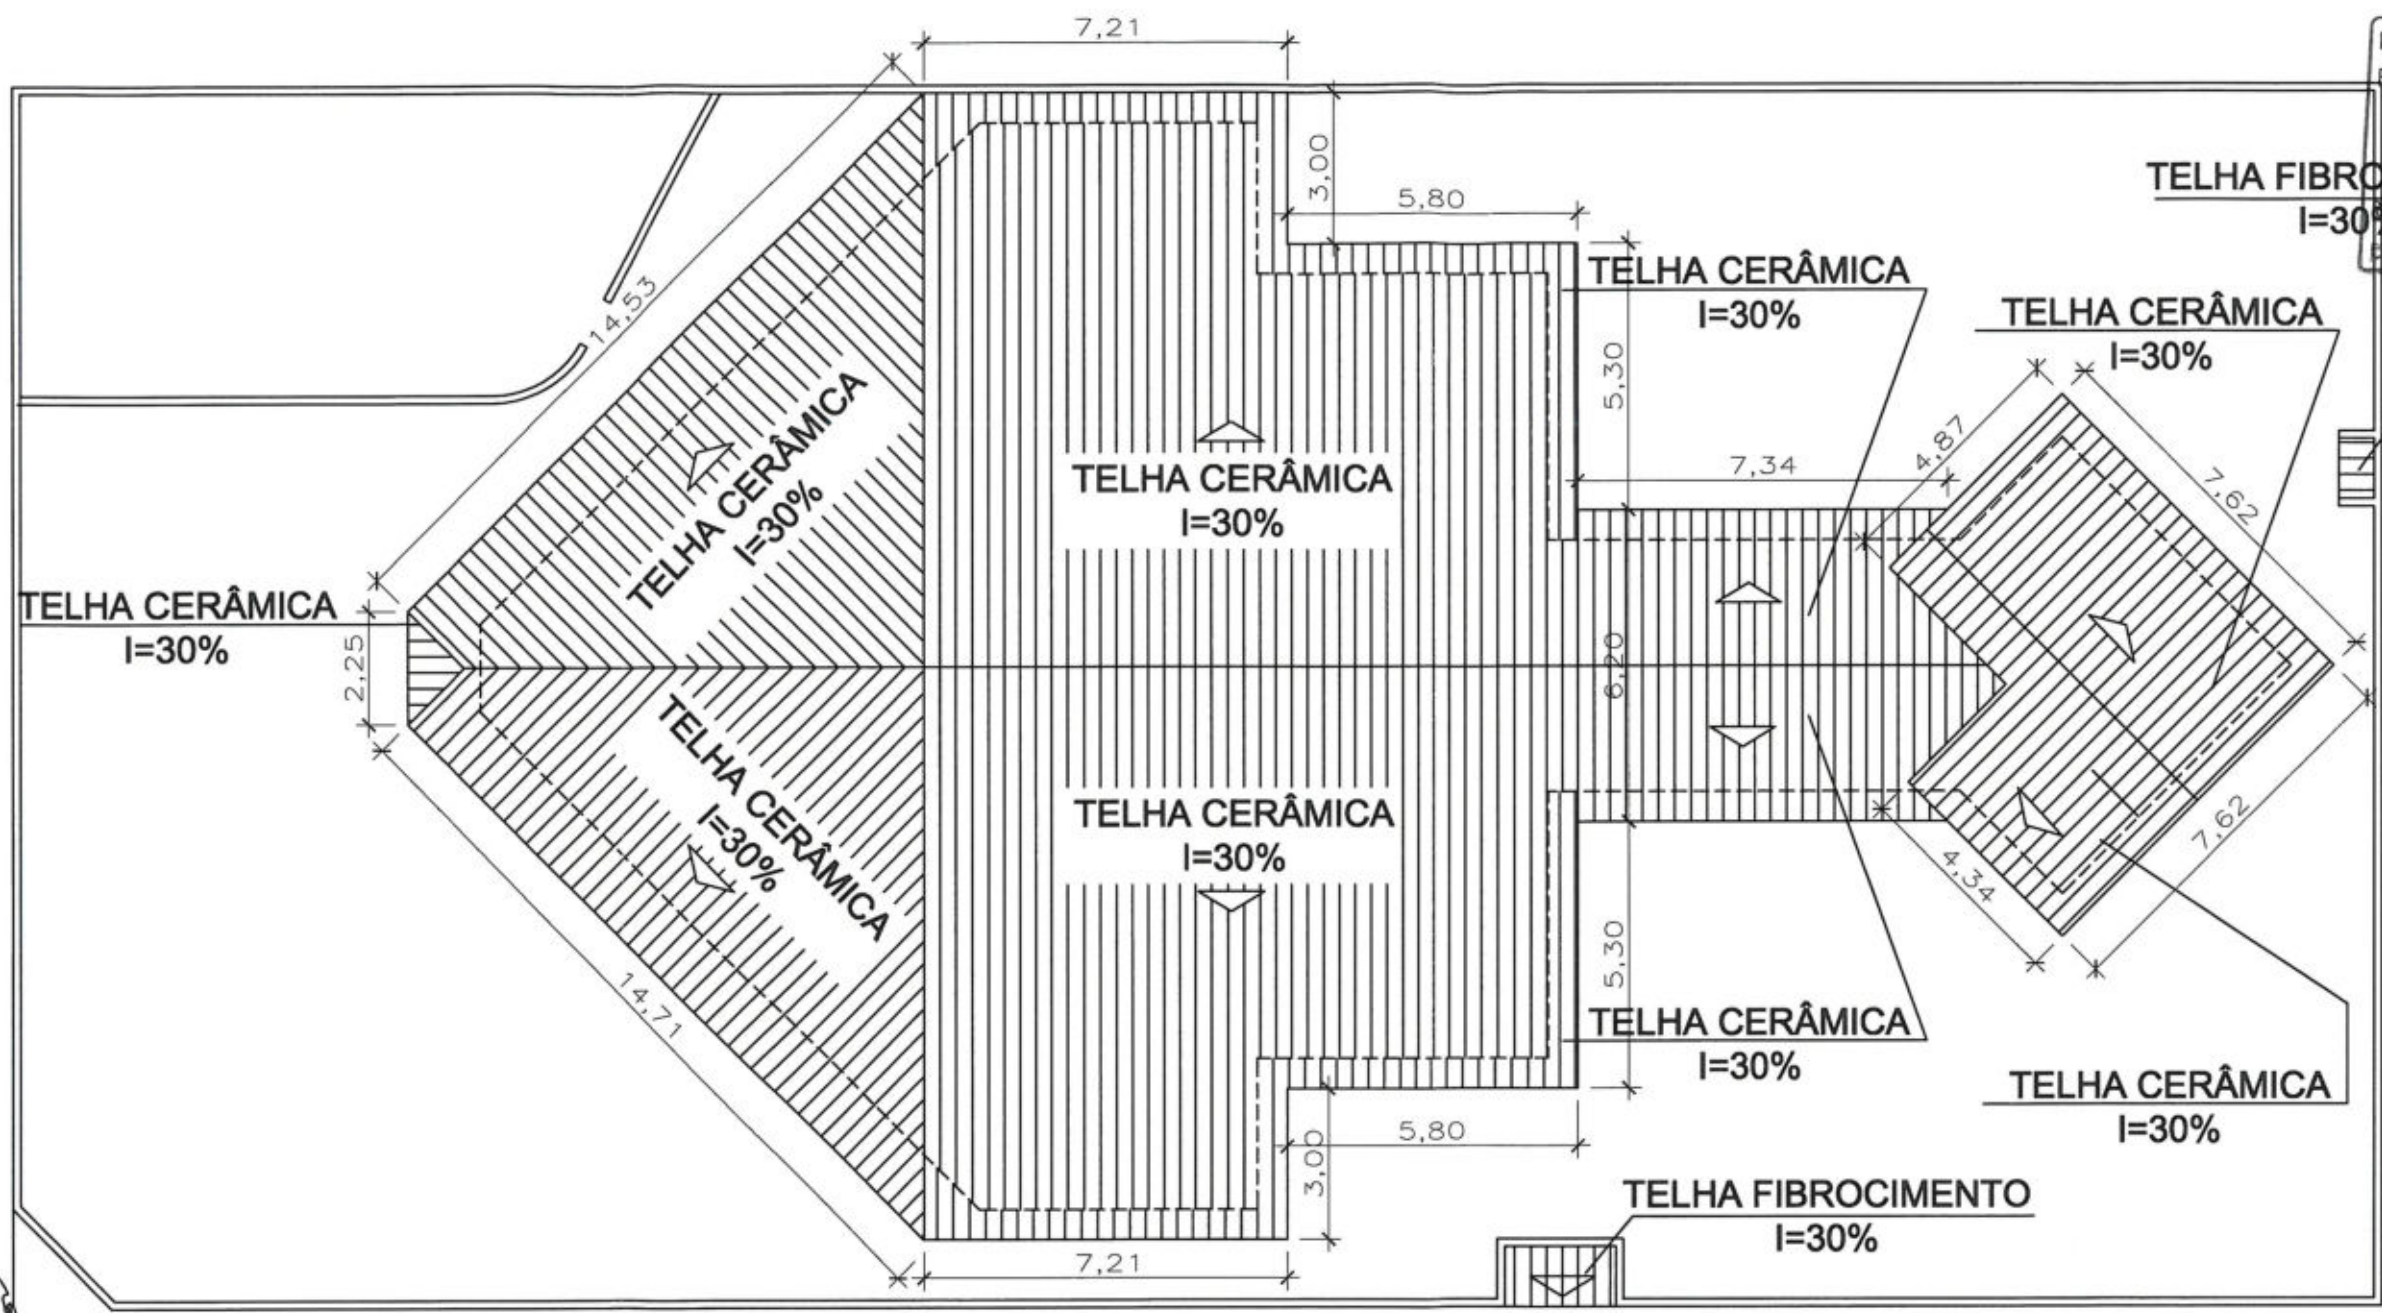 7,21
3,00
5,80
TELHA FIBRO
I=30%
TELHA CERÂMICA
I=30%
TELHA CERÂMICA
I=30%
14,53
5,30
4,87
7,62
7,34
TELHA CERÂMICA
I=30%
TELHA CERÂMICA
I=30%
TELHA CERÂMICA
I=30%
2,25
6,20
TELHA CERÂMICA
I=30%
TELHA CERÂMICA
I=30%
7,62
4,34
14,71
5,30
TELHA CERÂMICA
I=30%
TELHA CERÂMICA
I=30%
5,80
3,00
TELHA FIBROCIMENTO
I=30%
7,21